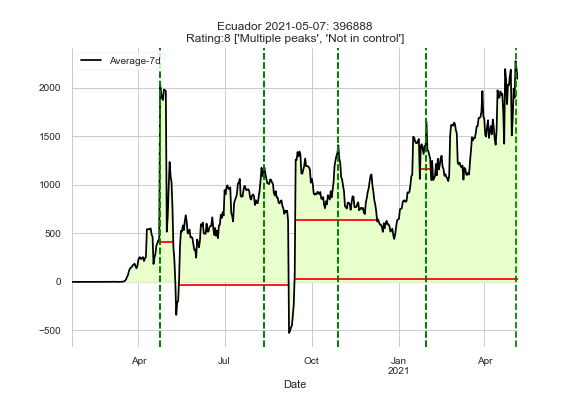 Ecuador 2021-05-07: 396888
Rating:8 ['Multiple peaks', 'Not in control']
Average-7d
2000
1500
1000
500
0
−500
Apr
Jul
Oct
Jan
2021
Apr
Date